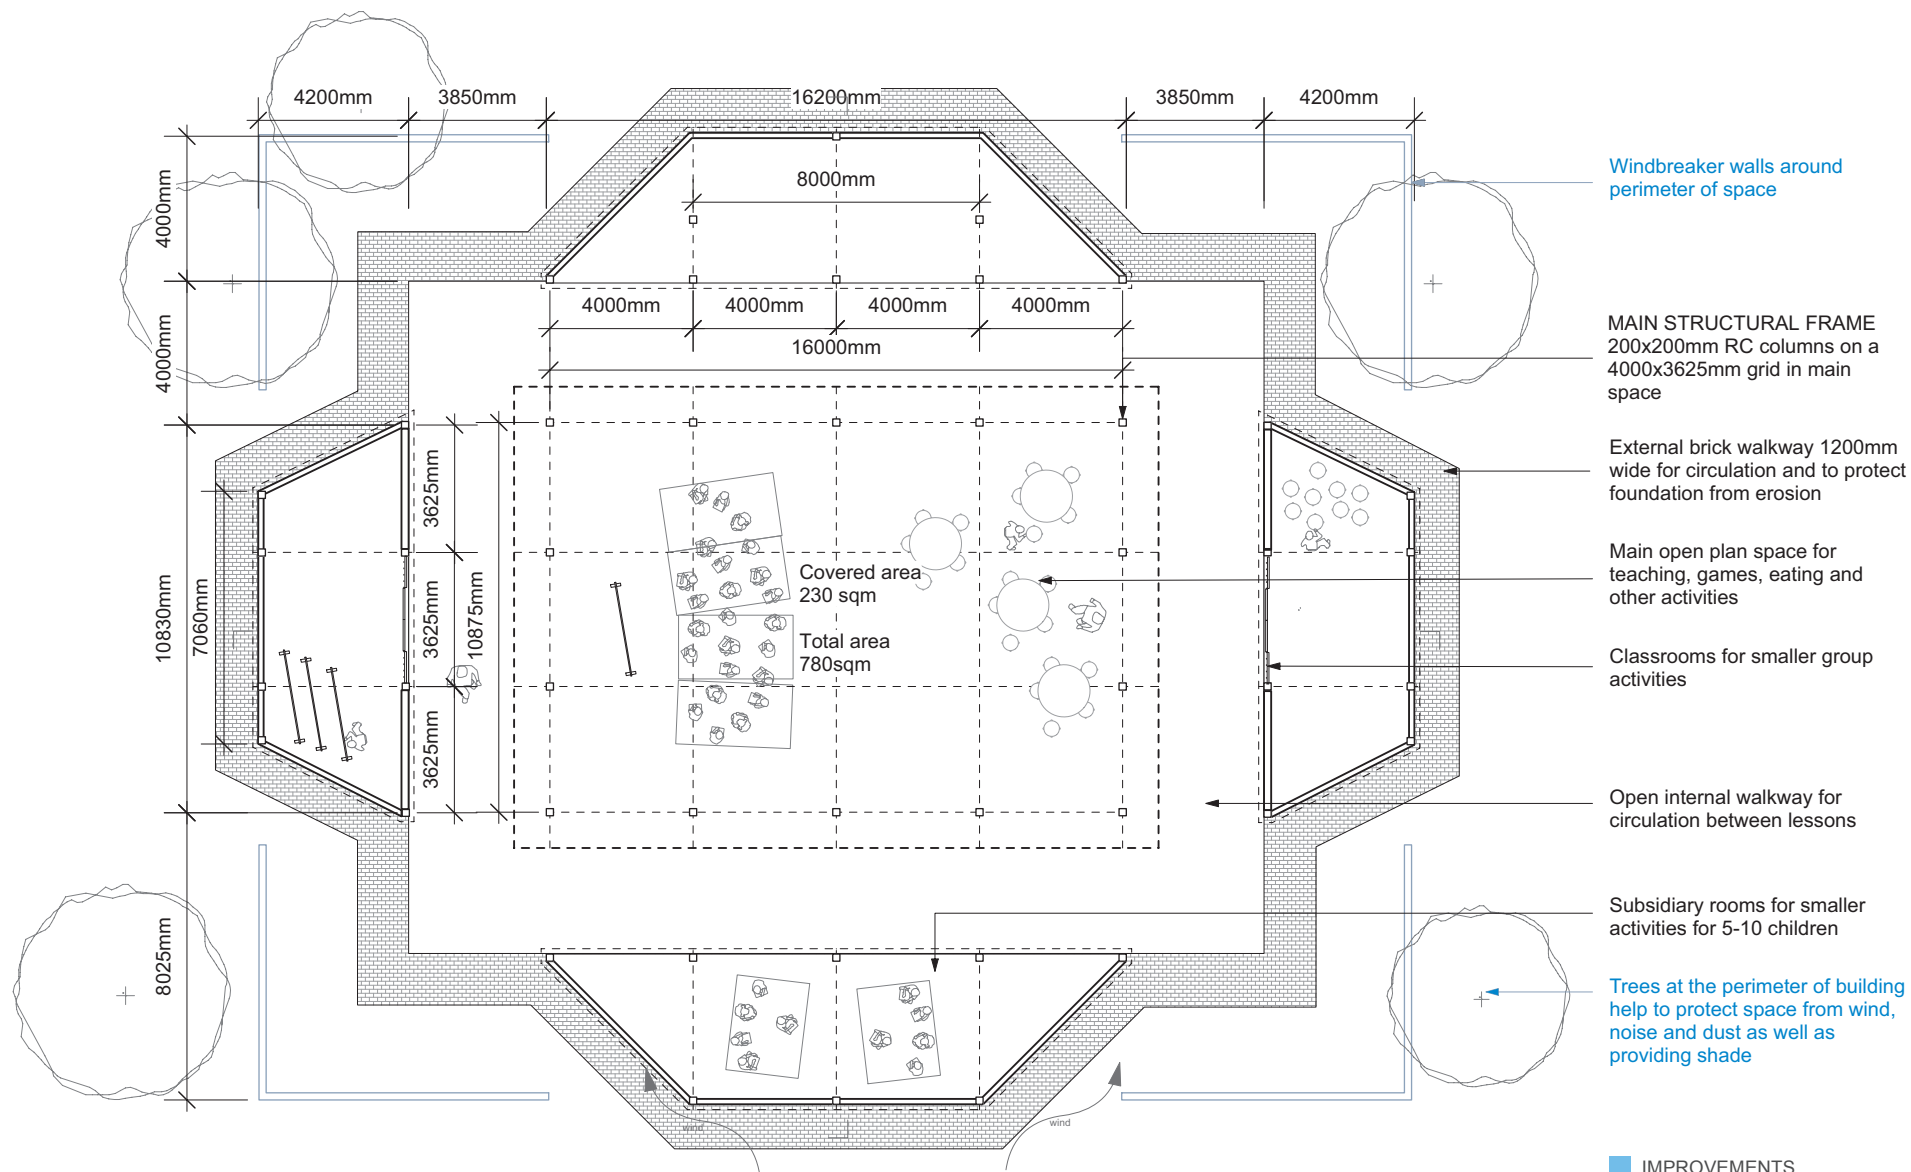 4200mm
3850mm
16200mm
3850mm
4200mm
4000mm
8000mm
4000mm
4000mm
4000mm
4000mm
4000mm
16000mm
3625mm
3625mm
3625mm
10875mm
10830mm
7060mm
8025mm
Covered area
230 sqm
Total area
780sqm
wind
wind
Windbreaker walls around
perimeter of space
MAIN STRUCTURAL FRAME
200x200mm RC columns on a
4000x3625mm grid in main
space
External brick walkway 1200mm
wide for circulation and to protect
foundation from erosion
Main open plan space for
teaching, games, eating and
other activities
Classrooms for smaller group
activities
Open internal walkway for
circulation between lessons
Subsidiary rooms for smaller
activities for 5-10 children
Trees at the perimeter of building
help to protect space from wind,
noise and dust as well as
providing shade
IMPROVEMENTS